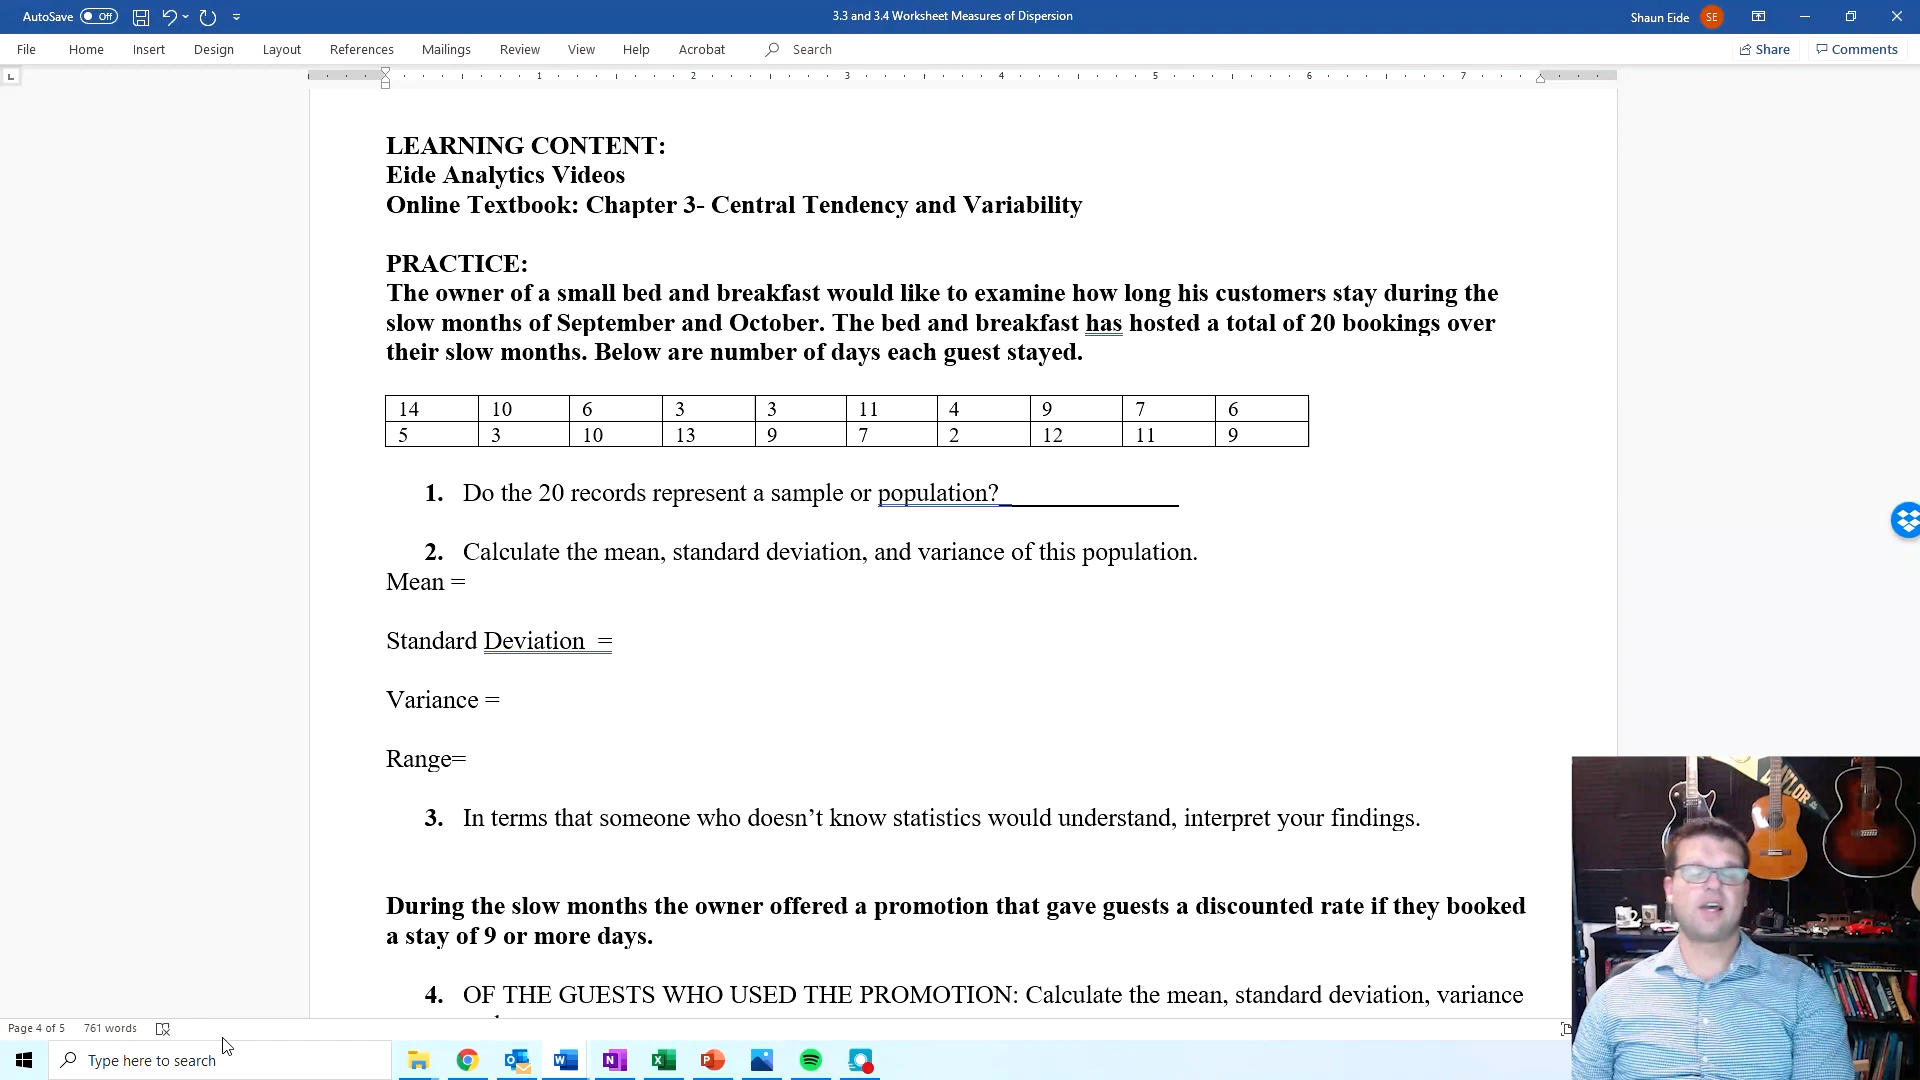 AutoSave Off 3.3 and 3.4 Worksheet Measures of Dispersion Shaun Eide SE
File Home Insert Design Layout References Mailings Review View Help Acrobat Search Share Comments
1 2 3 4 5 6 7
LEARNING CONTENT:
Eide Analytics Videos
Online Textbook: Chapter 3- Central Tendency and Variability
PRACTICE:
The owner of a small bed and breakfast would like to examine how long his customers stay during the
slow months of September and October. The bed and breakfast has hosted a total of 20 bookings over
their slow months. Below are number of days each guest stayed.
14 10 6 3 3 11 4 9 7 6
5 3 10 13 9 7 2 12 11 9
1. Do the 20 records represent a sample or population?
2. Calculate the mean, standard deviation, and variance of this population.
Mean =
Standard Deviation =
Variance =
Range=
3. In terms that someone who doesn’t know statistics would understand, interpret your findings.
During the slow months the owner offered a promotion that gave guests a discounted rate if they booked
a stay of 9 or more days.
4. OF THE GUESTS WHO USED THE PROMOTION: Calculate the mean, standard deviation, variance
Page 4 of 5 761 words
Type here to search